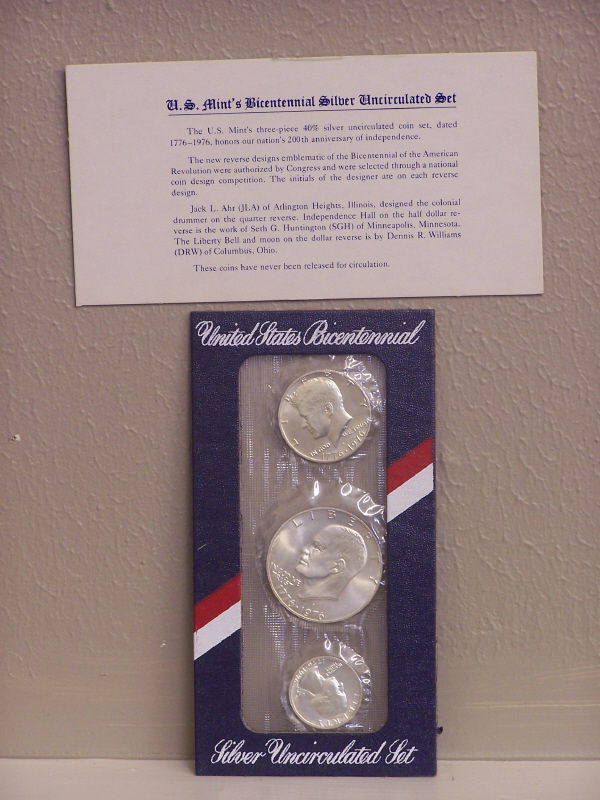 U.S. Mint's Bicentennial Silver Uncirculated Set
The U.S. Mint's three-piece 40% silver uncirculated coin set, dated
1776–1976, honors our nation's 200th anniversary of independence.
The new reverse designs emblematic of the Bicentennial of the American
Revolution were authorized by Congress and were selected through a national
coin design competition. The initials of the designer are on each reverse
design.
Jack L. Ahr (JLA) of Arlington Heights, Illinois, designed the colonial
drummer on the quarter reverse. Independence Hall on the half dollar re-
verse is the work of Seth G. Huntington (SGH) of Minneapolis, Minnesota.
The Liberty Bell and moon on the dollar reverse is by Dennis R. Williams
(DRW) of Columbus, Ohio.
These coins have never been released for circulation.
United States Bicentennial
LIBERTY
IN GOD WE TRUST
1776·1976
LIBERTY
1776·1976
Silver Uncirculated Set